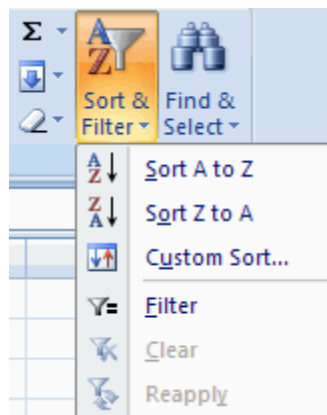 Σ
Sort & Filter
Find & Select
Sort A to Z
Sort Z to A
Custom Sort...
Filter
Clear
Reapply